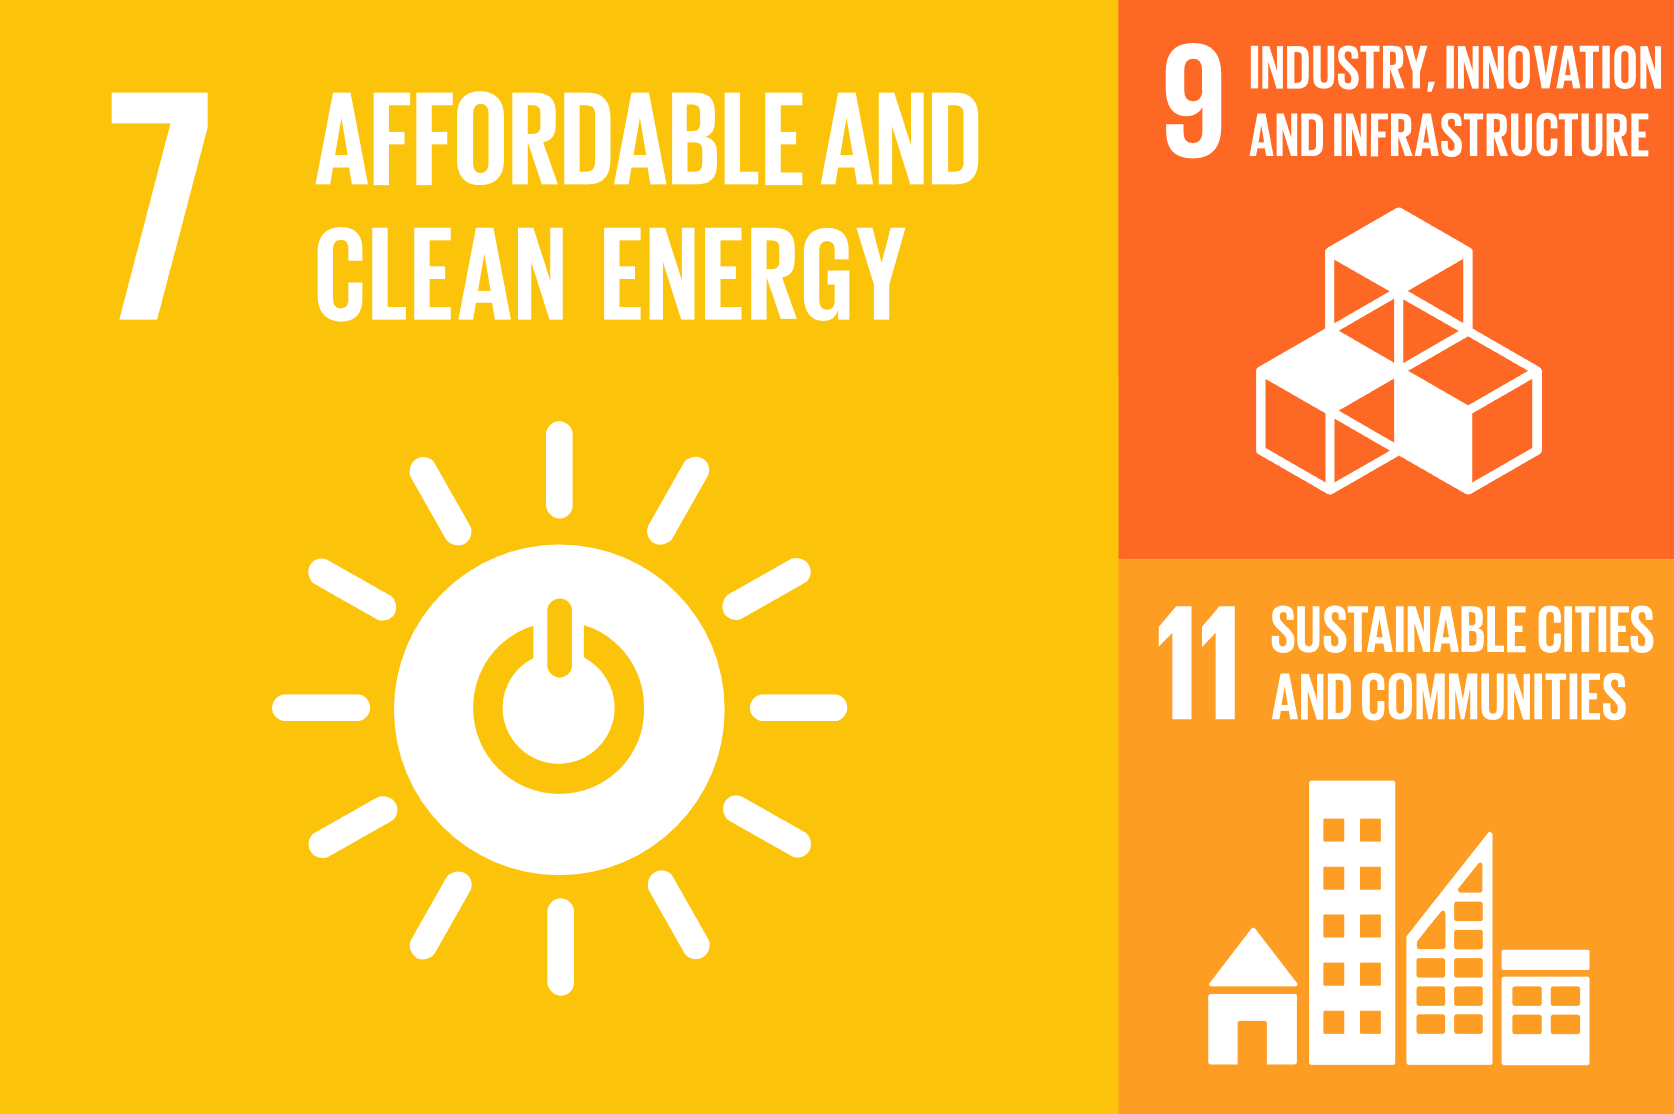 7
AFFORDABLE AND
CLEAN ENERGY
9
INDUSTRY, INNOVATION
AND INFRASTRUCTURE
11
SUSTAINABLE CITIES
AND COMMUNITIES